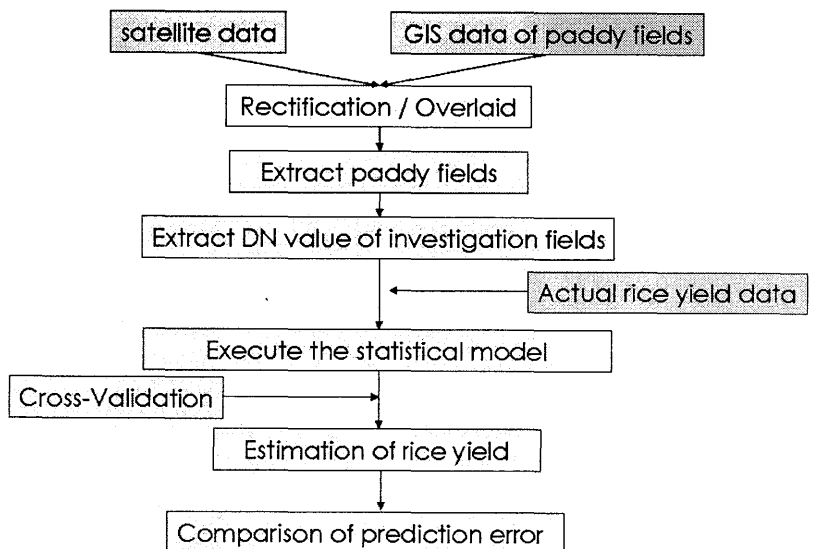 satellite data
GIS data of paddy fields
Rectification / Overlaid
Extract paddy fields
Extract DN value of investigation fields
Actual rice yield data
Execute the statistical model
Cross-Validation
Estimation of rice yield
Comparison of prediction error